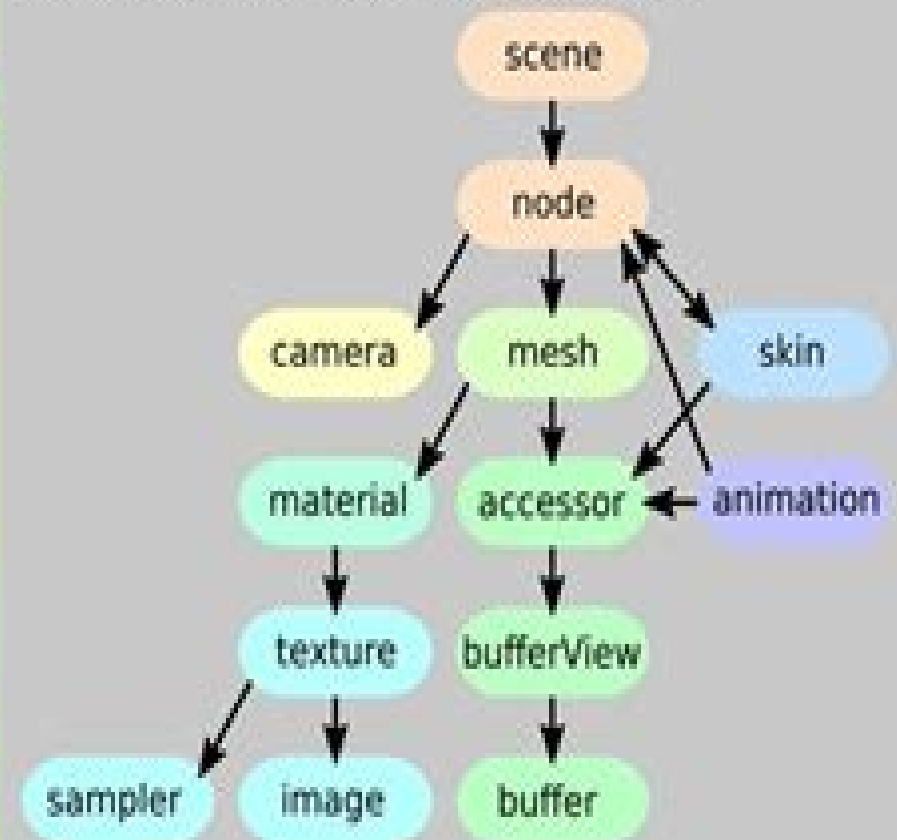 scene
node
camera
mesh
skin
material
accessor
animation
texture
bufferView
sampler
image
buffer